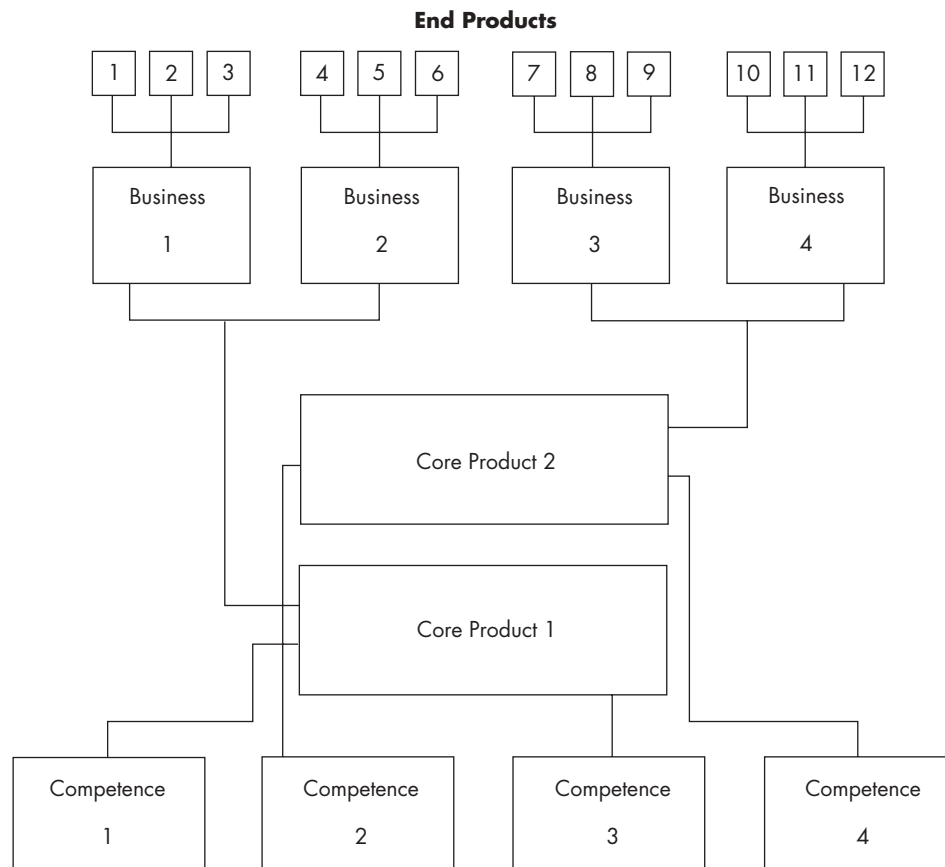 End Products
1 2 3 4 5 6 7 8 9 10 11 12
Business Business Business Business
1 2 3 4
Core Product 2
Core Product 1
Competence Competence Competence Competence
1 2 3 4